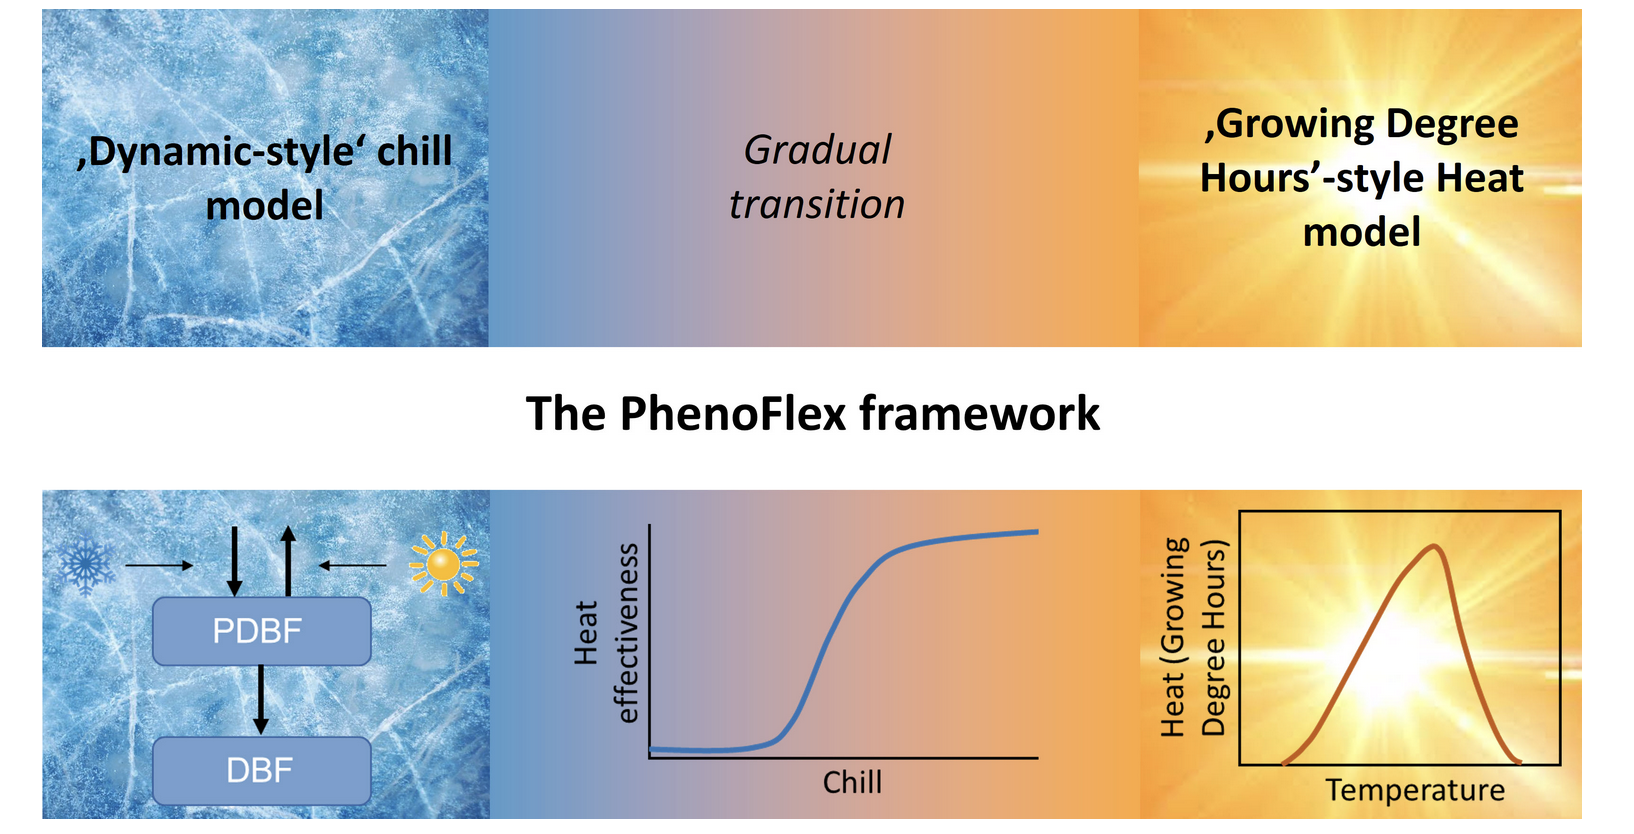 ‚Dynamic-style‘ chill
model
Gradual
transition
‚Growing Degree
Hours’-style Heat
model
The PhenoFlex framework
PDBF
DBF
Heat
effectiveness
Chill
Heat (Growing
Degree Hours)
Temperature